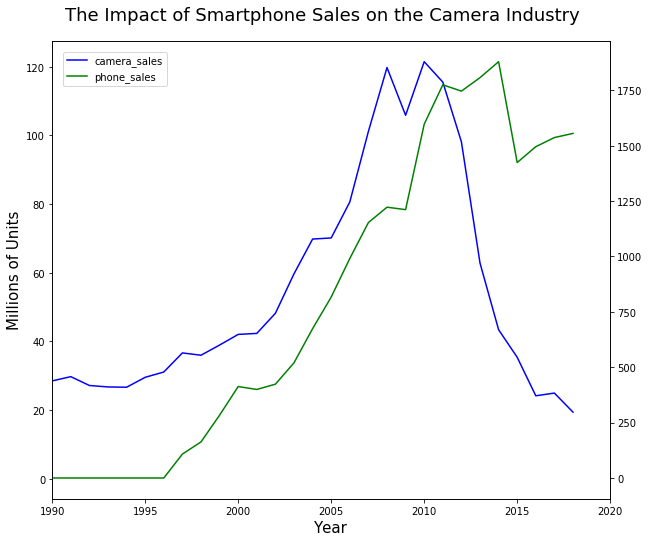 The Impact of Smartphone Sales on the Camera Industry
camera_sales
phone_sales
120
100
80
60
40
20
0
Millions of Units
1750
1500
1250
1000
750
500
250
0
1990 1995 2000 2005 2010 2015 2020
Year